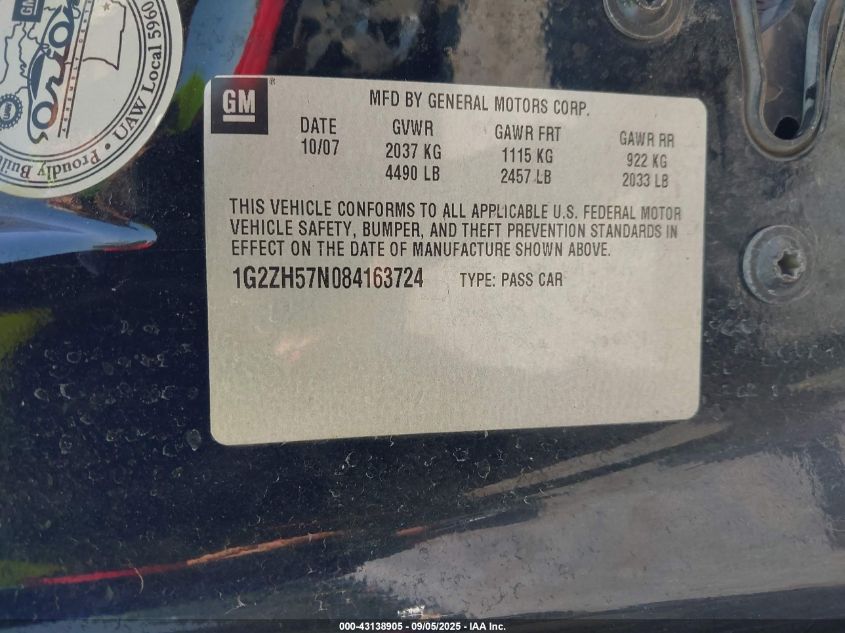 GM
UAW Local 5960
Proudly Buil
GM
®
MFD BY GENERAL MOTORS CORP.
DATE GVWR GAWR FRT GAWR RR
10/07 2037 KG 1115 KG 922 KG
4490 LB 2457 LB 2033 LB
THIS VEHICLE CONFORMS TO ALL APPLICABLE U.S. FEDERAL MOTOR
VEHICLE SAFETY, BUMPER, AND THEFT PREVENTION STANDARDS IN
EFFECT ON THE DATE OF MANUFACTURE SHOWN ABOVE.
1G2ZH57N084163724 TYPE: PASS CAR
000-43138905 - 09/05/2025 - IAA Inc.